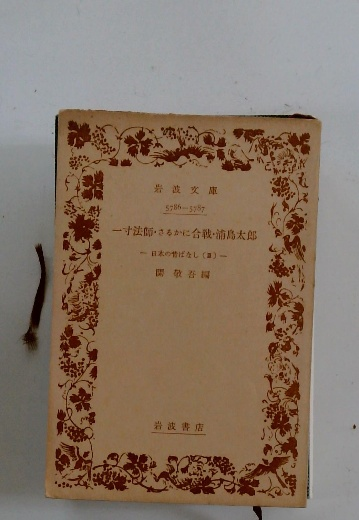 岩波文庫
5786—5787
一寸法師・さるかに合戦・浦島太郎
— 日本の昔ばなし（Ⅲ） —
関敬吾編
岩波書店